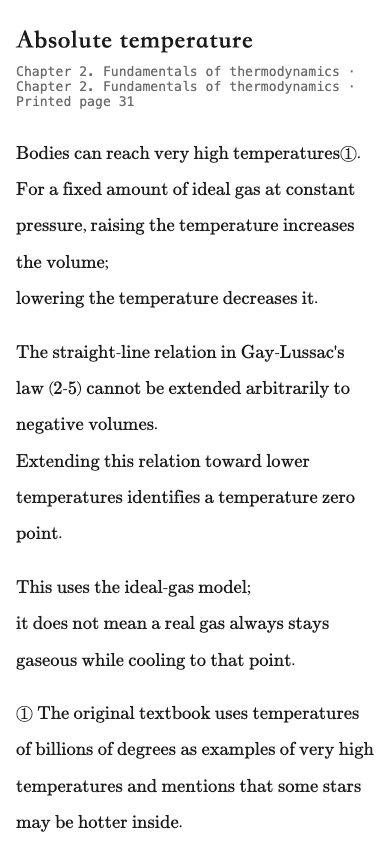 Absolute temperature
Chapter 2. Fundamentals of thermodynamics ·
Chapter 2. Fundamentals of thermodynamics ·
Printed page 31
Bodies can reach very high temperatures①.
For a fixed amount of ideal gas at constant
pressure, raising the temperature increases
the volume;
lowering the temperature decreases it.
The straight-line relation in Gay-Lussac's
law (2-5) cannot be extended arbitrarily to
negative volumes.
Extending this relation toward lower
temperatures identifies a temperature zero
point.
This uses the ideal-gas model;
it does not mean a real gas always stays
gaseous while cooling to that point.
① The original textbook uses temperatures
of billions of degrees as examples of very high
temperatures and mentions that some stars
may be hotter inside.